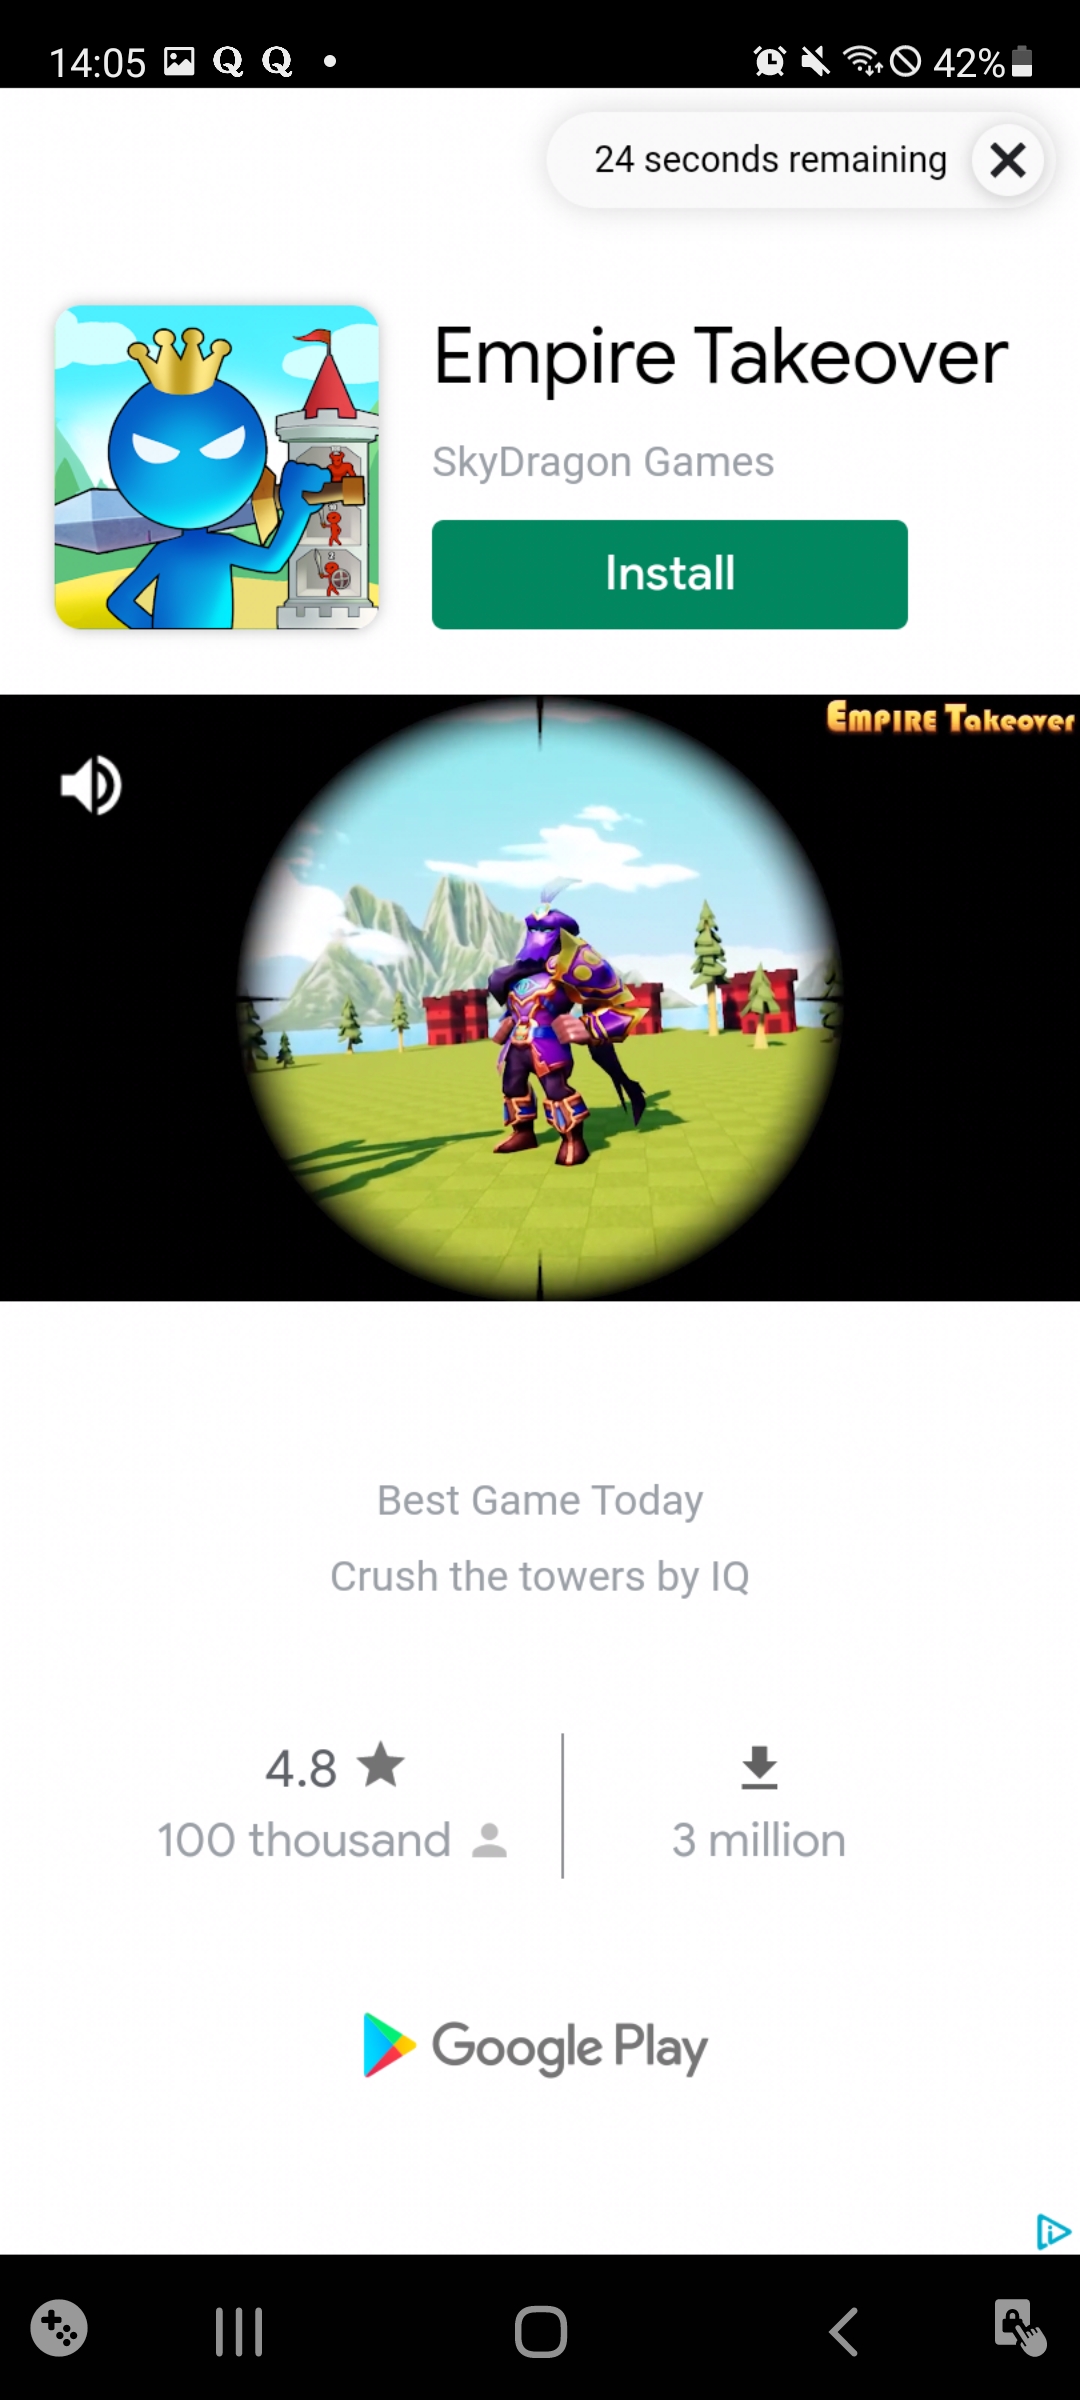 14:05 Q Q 42%
24 seconds remaining
Empire Takeover
SkyDragon Games
Install
EMPIRE Takeover
Best Game Today
Crush the towers by IQ
4.8
100 thousand
3 million
Google Play